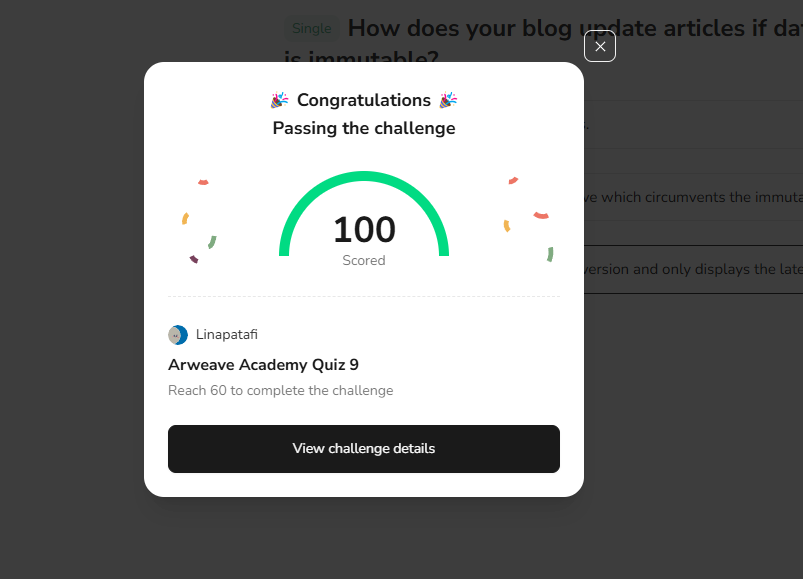 Single How does your blog update articles if da
is immutable?
Congratulations
Passing the challenge
s.
ve which circumvents the immuta
ersion and only displays the late
100
Scored
Linapatafi
Arweave Academy Quiz 9
Reach 60 to complete the challenge
View challenge details